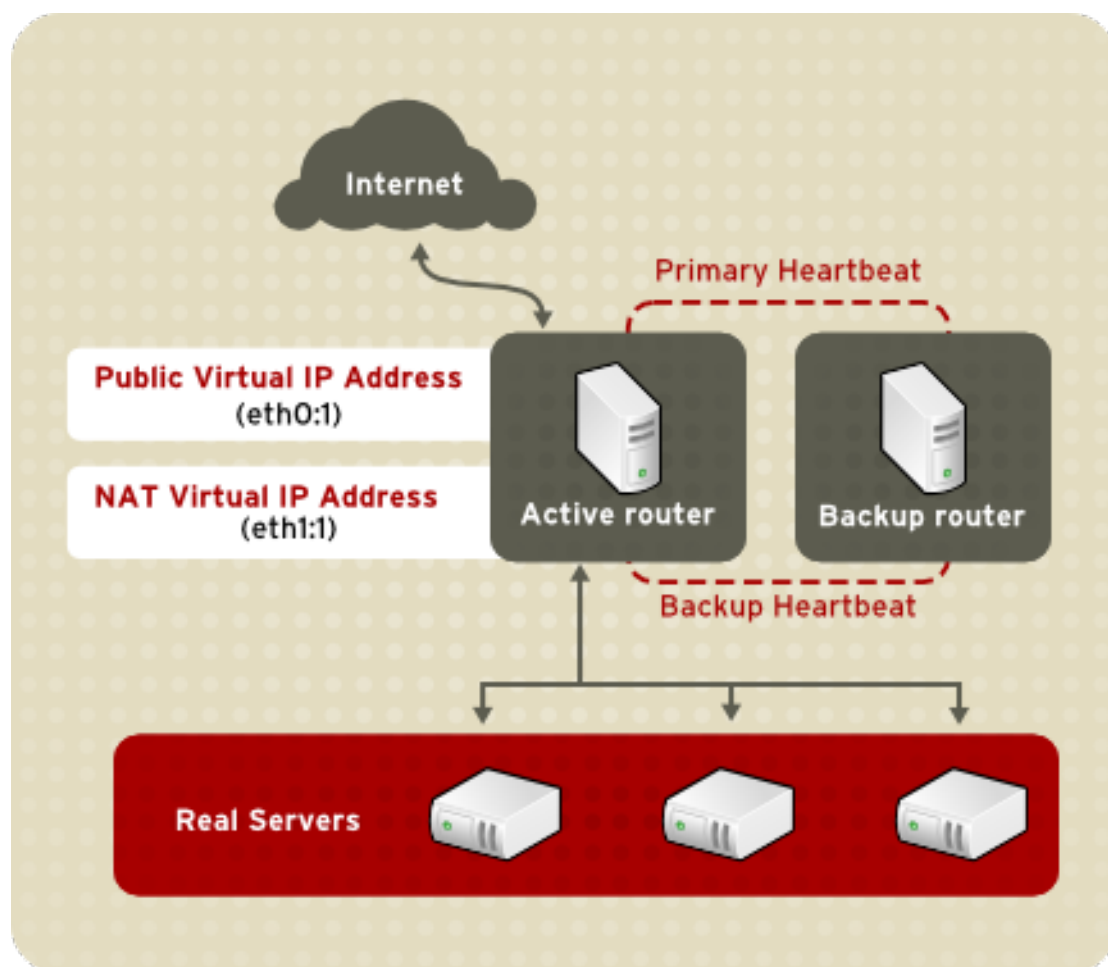 Internet
Primary Heartbeat
Public Virtual IP Address
(eth0:1)
NAT Virtual IP Address
(eth1:1)
Active router
Backup router
Backup Heartbeat
Real Servers